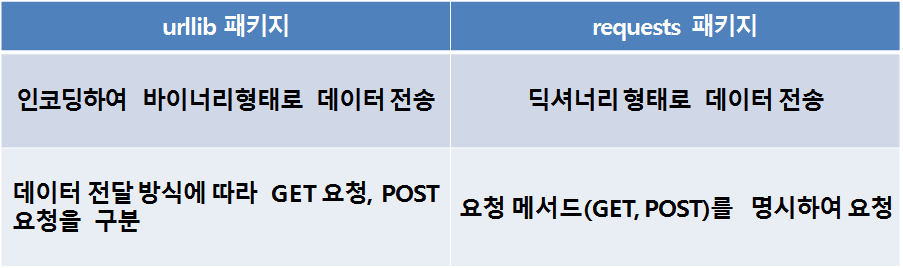 urllib 패키지
requests 패키지
인코딩하여 바이너리형태로 데이터 전송
딕셔너리 형태로 데이터 전송
데이터 전달 방식에 따라 GET 요청, POST
요청을 구분
요청 메서드(GET, POST)를 명시하여 요청